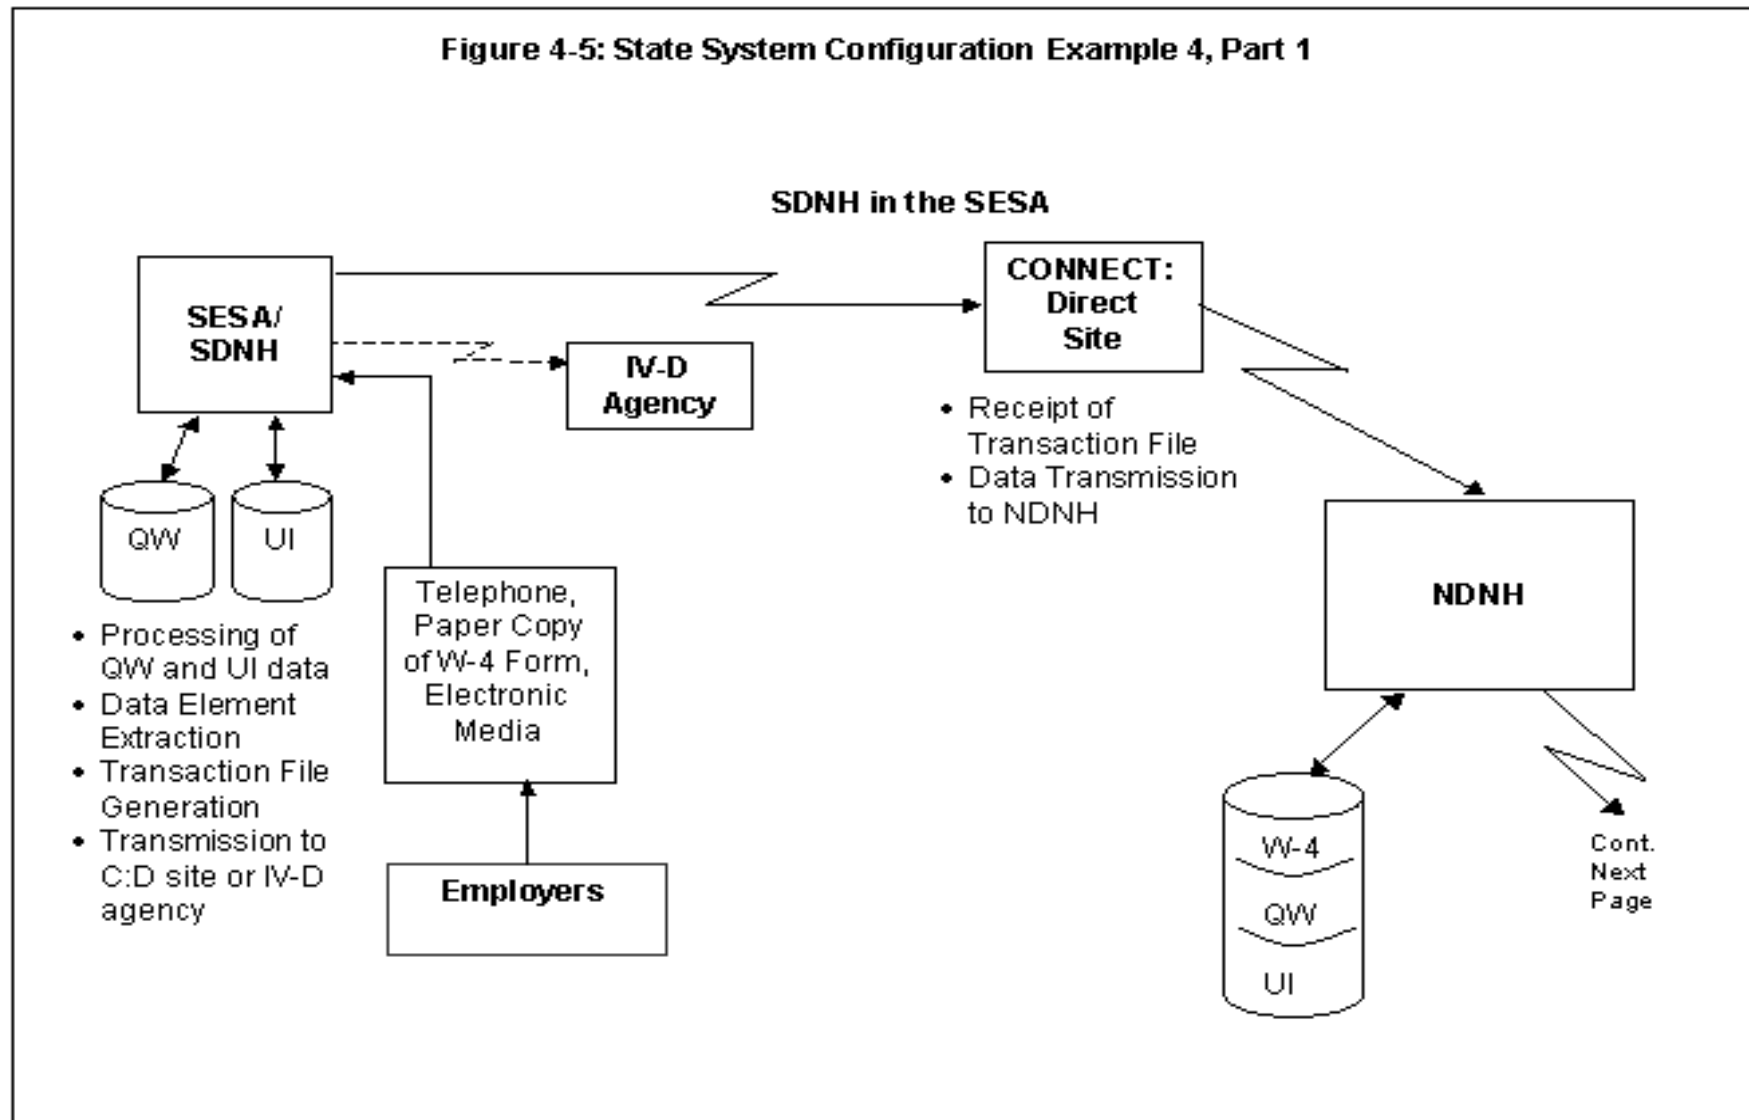 Figure 4-5: State System Configuration Example 4, Part 1
SDNH in the SESA
SESA/
SDNH
IV-D
Agency
CONNECT:
Direct
Site
• Receipt of
Transaction File
• Data Transmission
to NDNH
QW
UI
• Processing of
QW and UI data
• Data Element
Extraction
• Transaction File
Generation
• Transmission to
C:D site or IV-D
agency
Telephone,
Paper Copy
of W-4 Form,
Electronic
Media
Employers
NDNH
W-4
QW
UI
Cont.
Next
Page